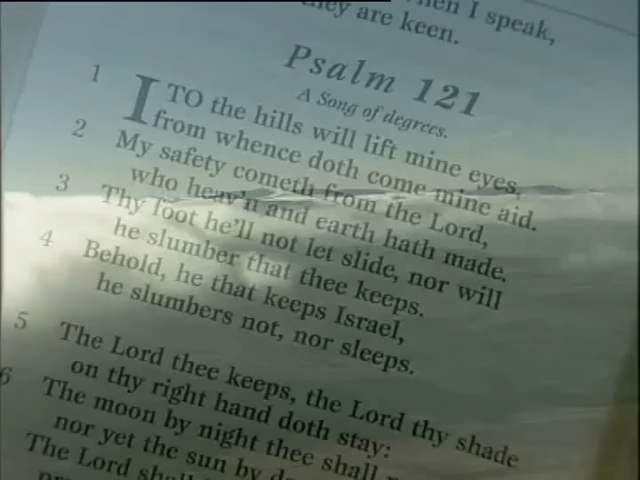 hen I speak,
they are keen.
Psalm 121
A Song of degrees.
1 I TO the hills will lift mine eyes,
from whence doth come mine aid.
2 My safety cometh from the Lord,
who heav'n and earth hath made.
3 Thy foot he'll not let slide, nor will
he slumber that thee keeps.
4 Behold, he that keeps Israel,
he slumbers not, nor sleeps.
5 The Lord thee keeps, the Lord thy shade
on thy right hand doth stay:
6 The moon by night thee shall
nor yet the sun by
The Lord